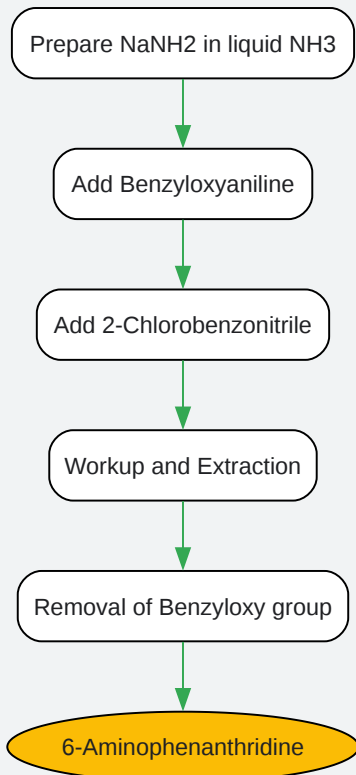 Prepare NaNH2 in liquid NH3
Add Benzyloxyaniline
Add 2-Chlorobenzonitrile
Workup and Extraction
Removal of Benzyloxy group
6-Aminophenanthridine